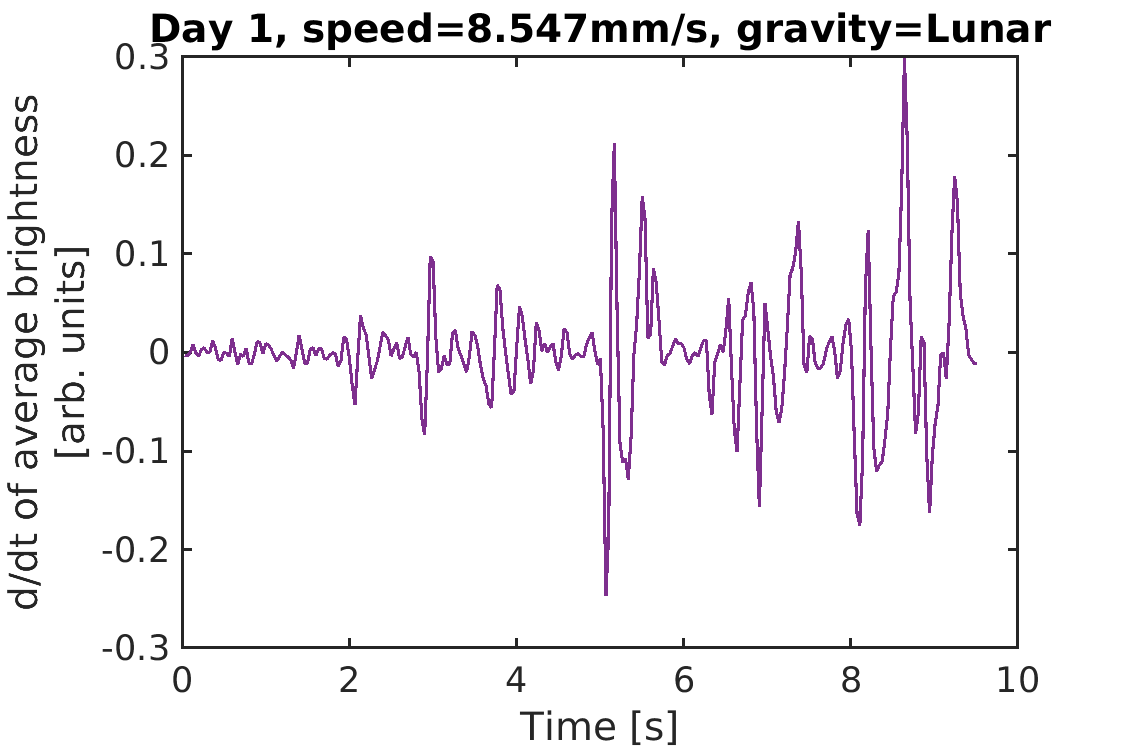 Day 1, speed=8.547mm/s, gravity=Lunar
d/dt of average brightness
[arb. units]
0.3
0.2
0.1
0
-0.1
-0.2
-0.3
0 2 4 6 8 10
Time [s]